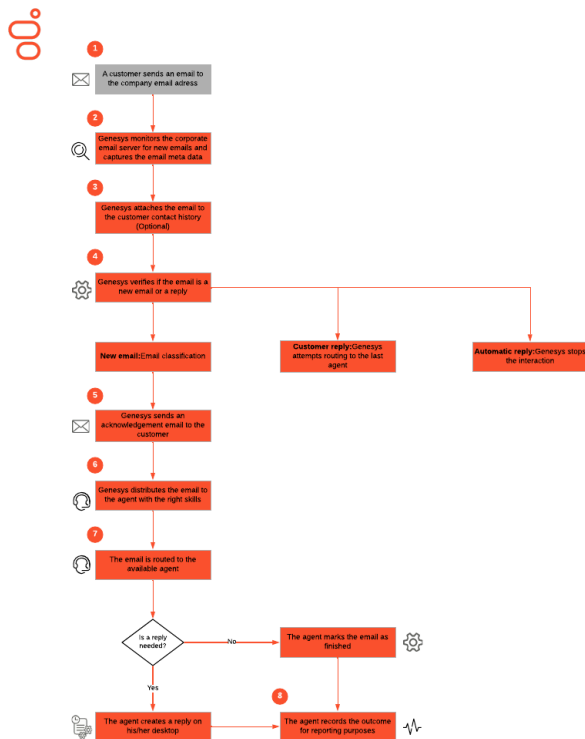 1
A customer sends an email to
the company email adress
2
Genesys monitors the corporate
email server for new emails and
captures the email meta data
3
Genesys attaches the email to
the customer contact history
(Optional)
4
Genesys verifies if the email is a
new email or a reply
New email:Email classification
Customer reply:Genesys
attempts routing to the last
agent
Automatic reply:Genesys stops
the interaction
5
Genesys sends an
acknowledgement email to the
customer
6
Genesys distributes the email to
the agent with the right skills
7
The email is routed to the
available agent
Is a reply
needed?
No
The agent marks the email as
finished
Yes
8
The agent creates a reply on
his/her desktop
The agent records the outcome
for reporting purposes